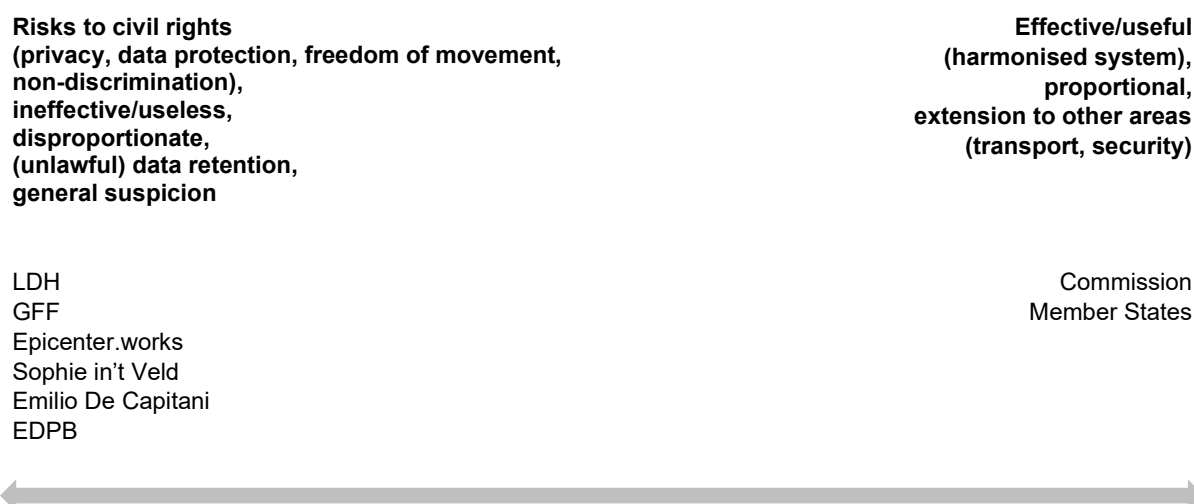 Risks to civil rights
(privacy, data protection, freedom of movement,
non-discrimination),
ineffective/useless,
disproportionate,
(unlawful) data retention,
general suspicion
Effective/useful
(harmonised system),
proportional,
extension to other areas
(transport, security)
LDH
GFF
Epicenter.works
Sophie in’t Veld
Emilio De Capitani
EDPB
Commission
Member States